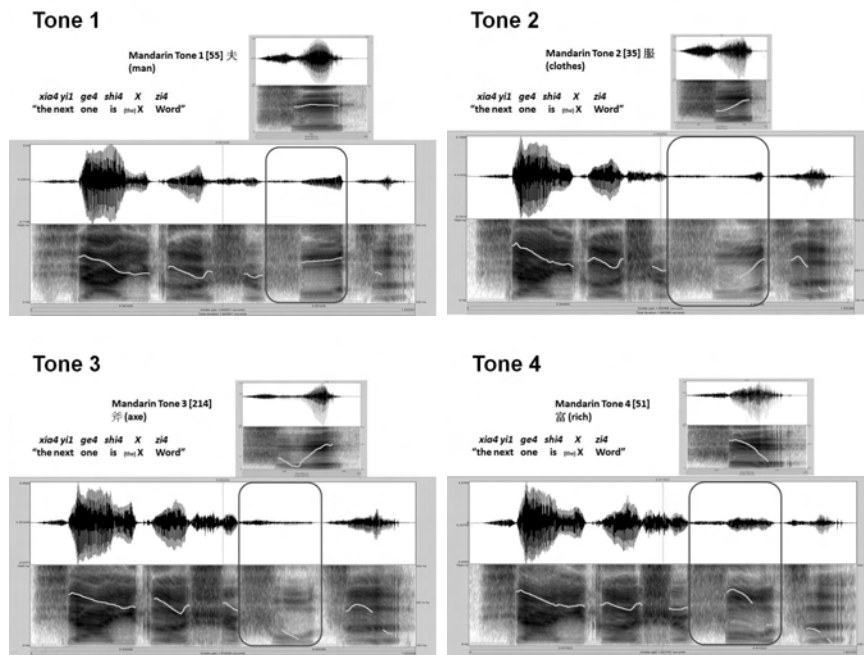 Tone 1
Mandarin Tone 1 [55] 夫
(man)
xia4 yi1 ge4 shi4 X zi4
“the next one is (the) X Word”
Tone 2
Mandarin Tone 2 [35] 服
(clothes)
xia4 yi1 ge4 shi4 X zi4
“the next one is (the) X Word”
Tone 3
Mandarin Tone 3 [214]
斧 (axe)
xia4 yi1 ge4 shi4 X zi4
“the next one is (the) X Word”
Tone 4
Mandarin Tone 4 [51]
富 (rich)
xia4 yi1 ge4 shi4 X zi4
“the next one is (the) X Word”